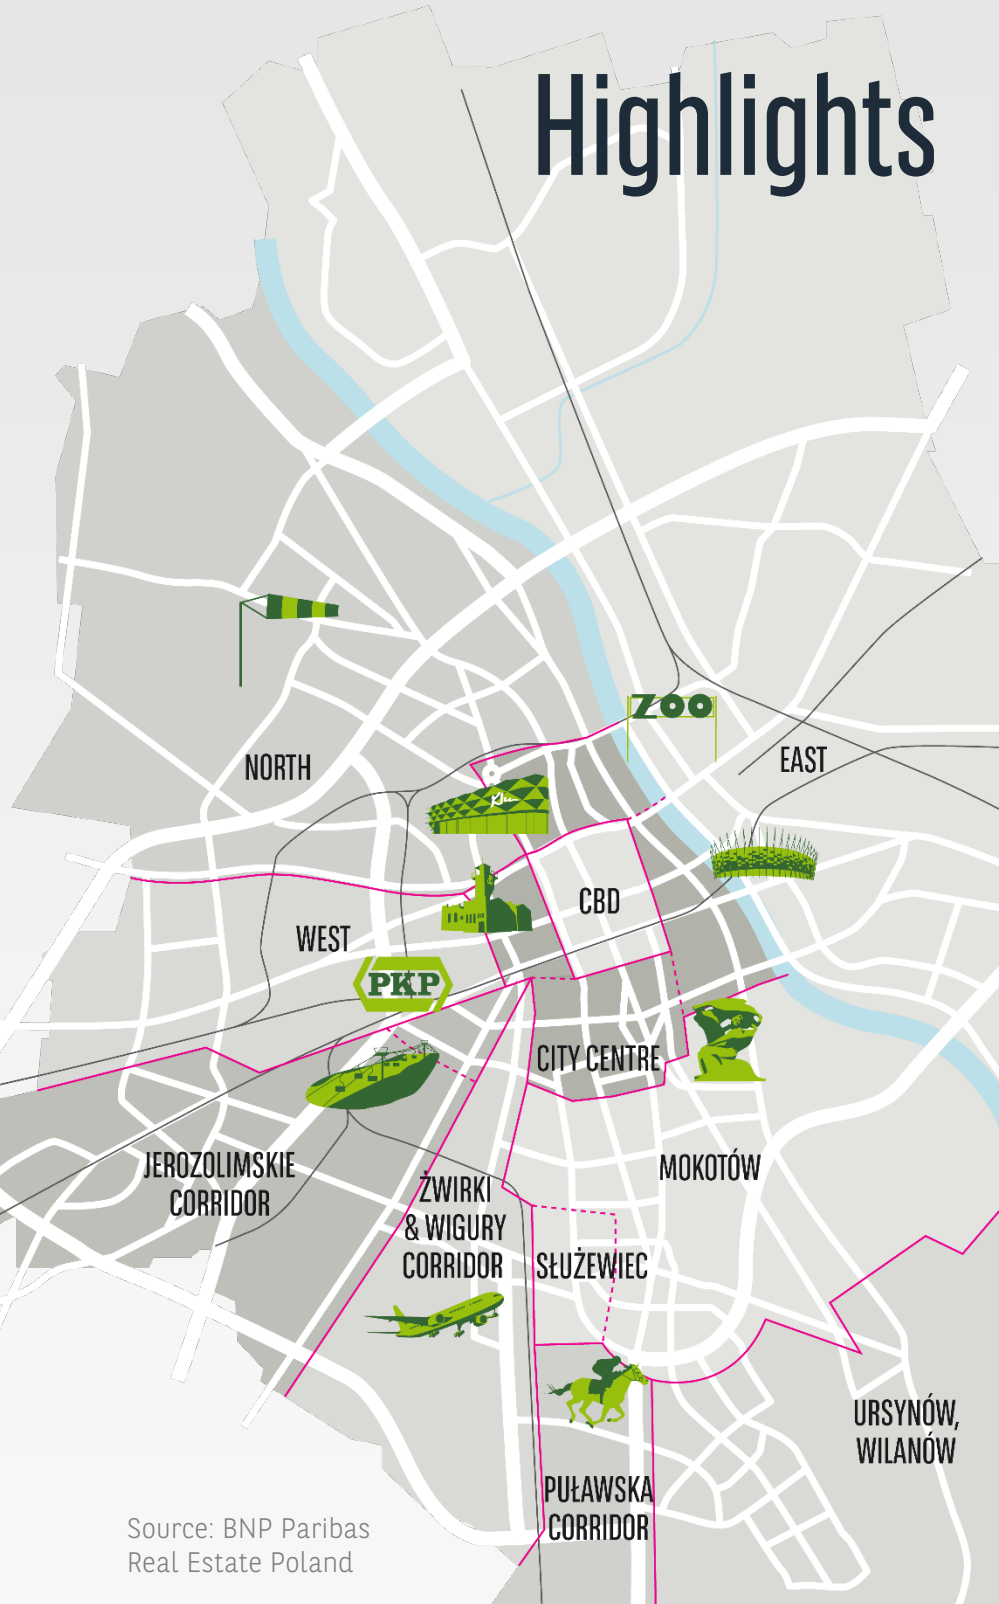 Highlights
ZOO
NORTH
EAST
CBD
WEST
PKP
CITY CENTRE
JEROZOLIMSKIE
CORRIDOR
MOKOTÓW
ŻWIRKI
& WIGURY
CORRIDOR
SŁUŻEWIEC
URSYNÓW,
WILANÓW
PUŁAWSKA
CORRIDOR
Source: BNP Paribas
Real Estate Poland